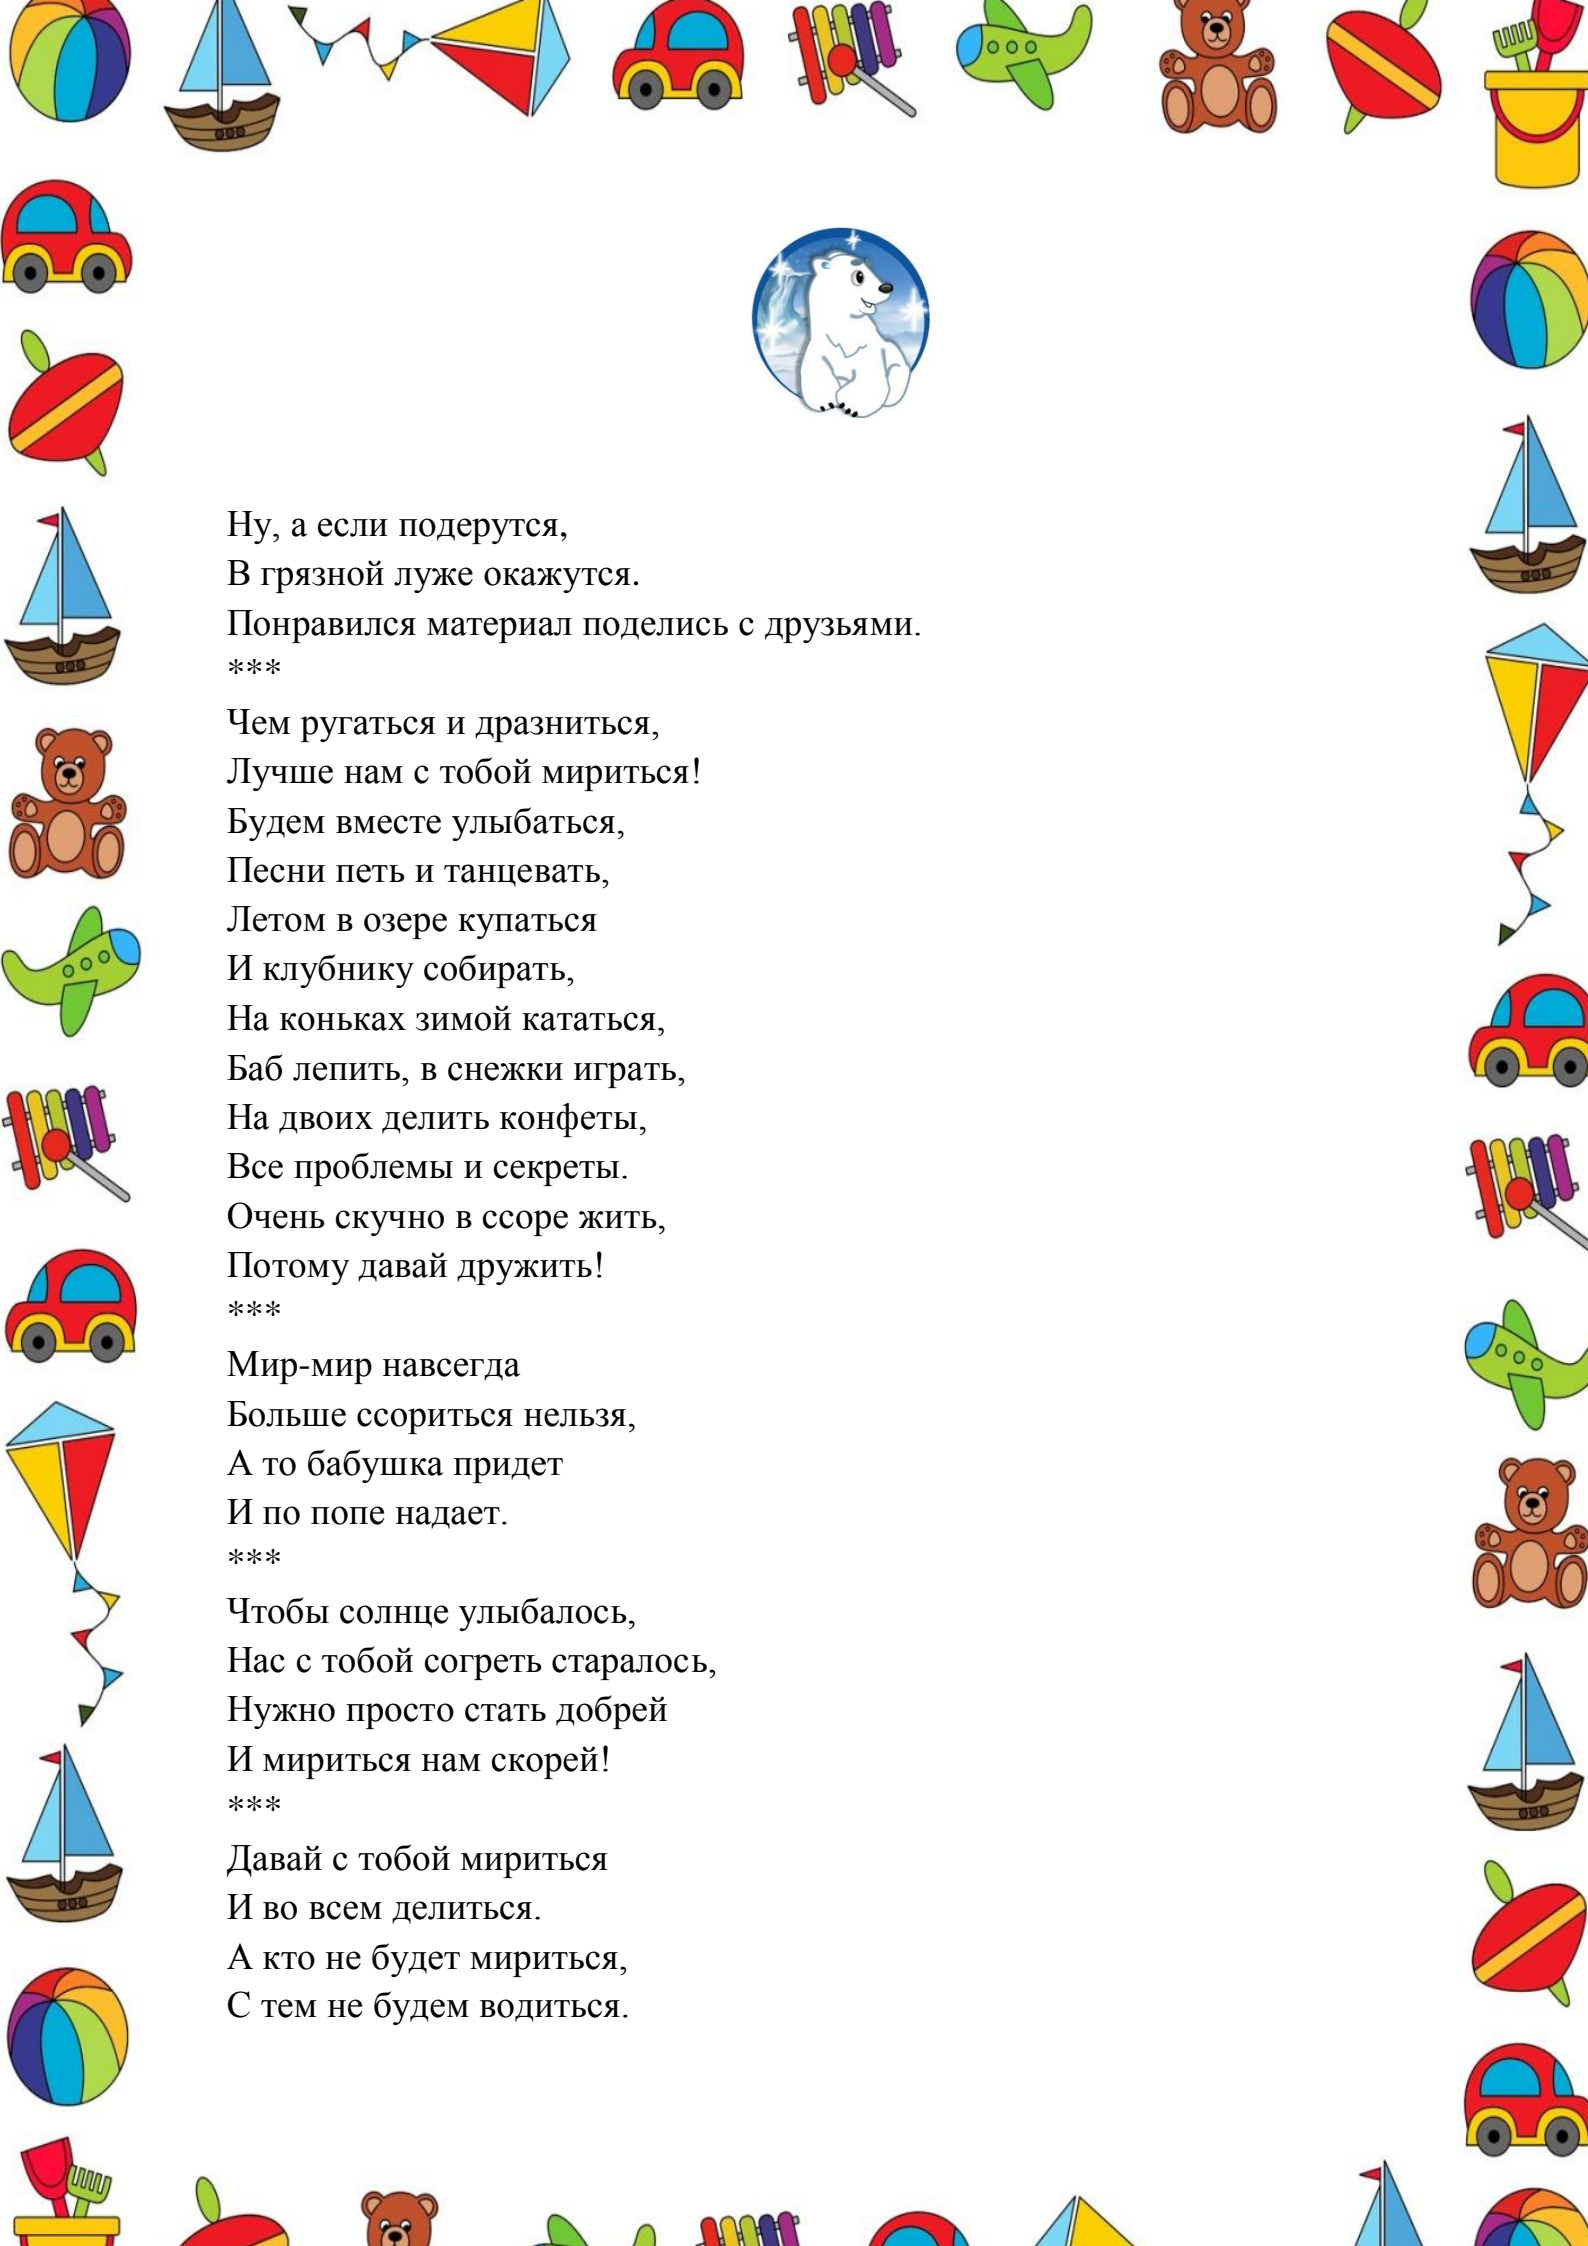 Ну, а если подерутся,
В грязной луже окажутся.
Понравился материал поделись с друзьями.
***
Чем ругаться и дразниться,
Лучше нам с тобой мириться!
Будем вместе улыбаться,
Песни петь и танцевать,
Летом в озере купаться
И клубнику собирать,
На коньках зимой кататься,
Баб лепить, в снежки играть,
На двоих делить конфеты,
Все проблемы и секреты.
Очень скучно в ссоре жить,
Потому давай дружить!
***
Мир-мир навсегда
Больше ссориться нельзя,
А то бабушка придет
И по попе надает.
***
Чтобы солнце улыбалось,
Нас с тобой согреть старалось,
Нужно просто стать добрей
И мириться нам скорей!
***
Давай с тобой мириться
И во всем делиться.
А кто не будет мириться,
С тем не будем водиться.